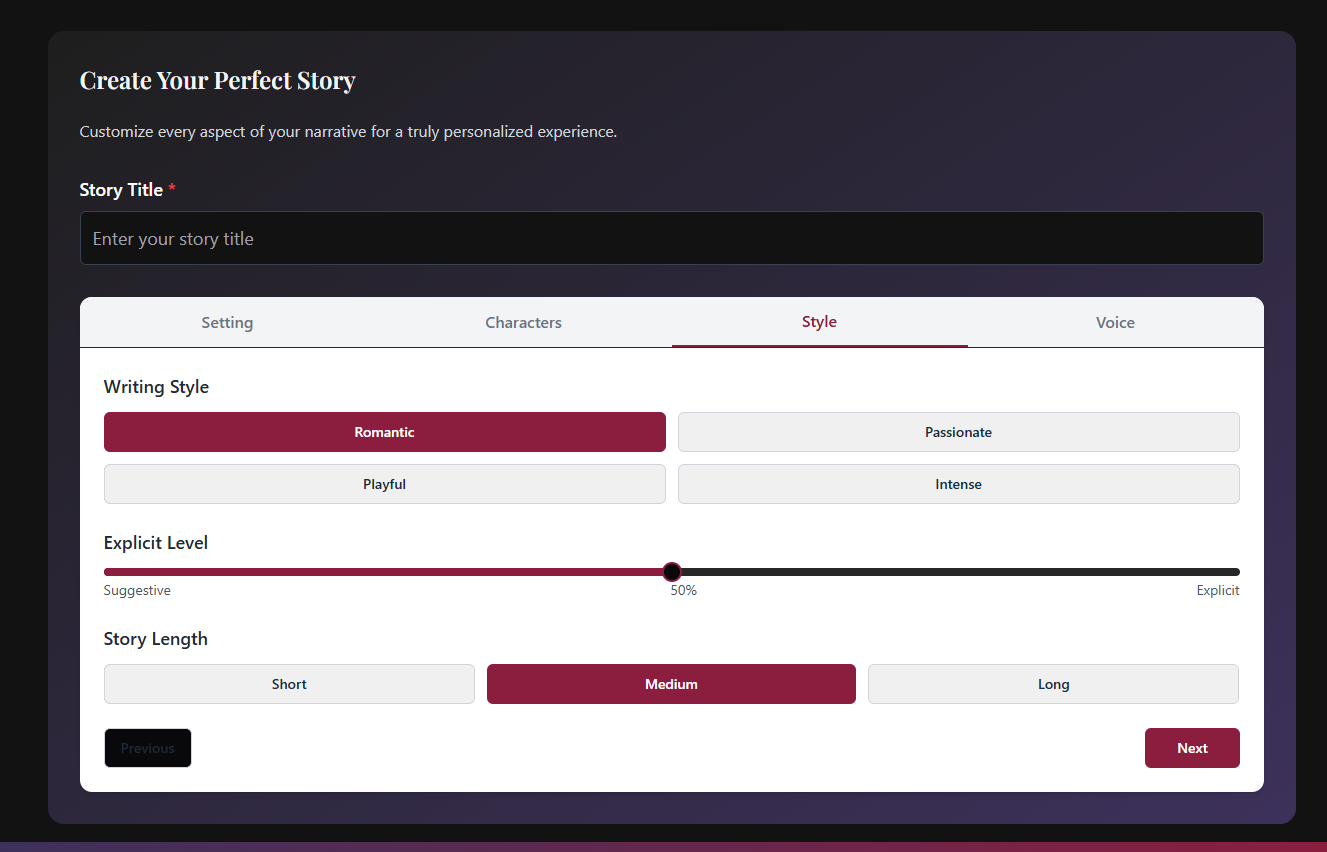 Create Your Perfect Story
Customize every aspect of your narrative for a truly personalized experience.
Story Title *
Enter your story title
Setting Characters Style Voice
Writing Style
Romantic Passionate
Playful Intense
Explicit Level
Suggestive 50% Explicit
Story Length
Short Medium Long
Previous Next